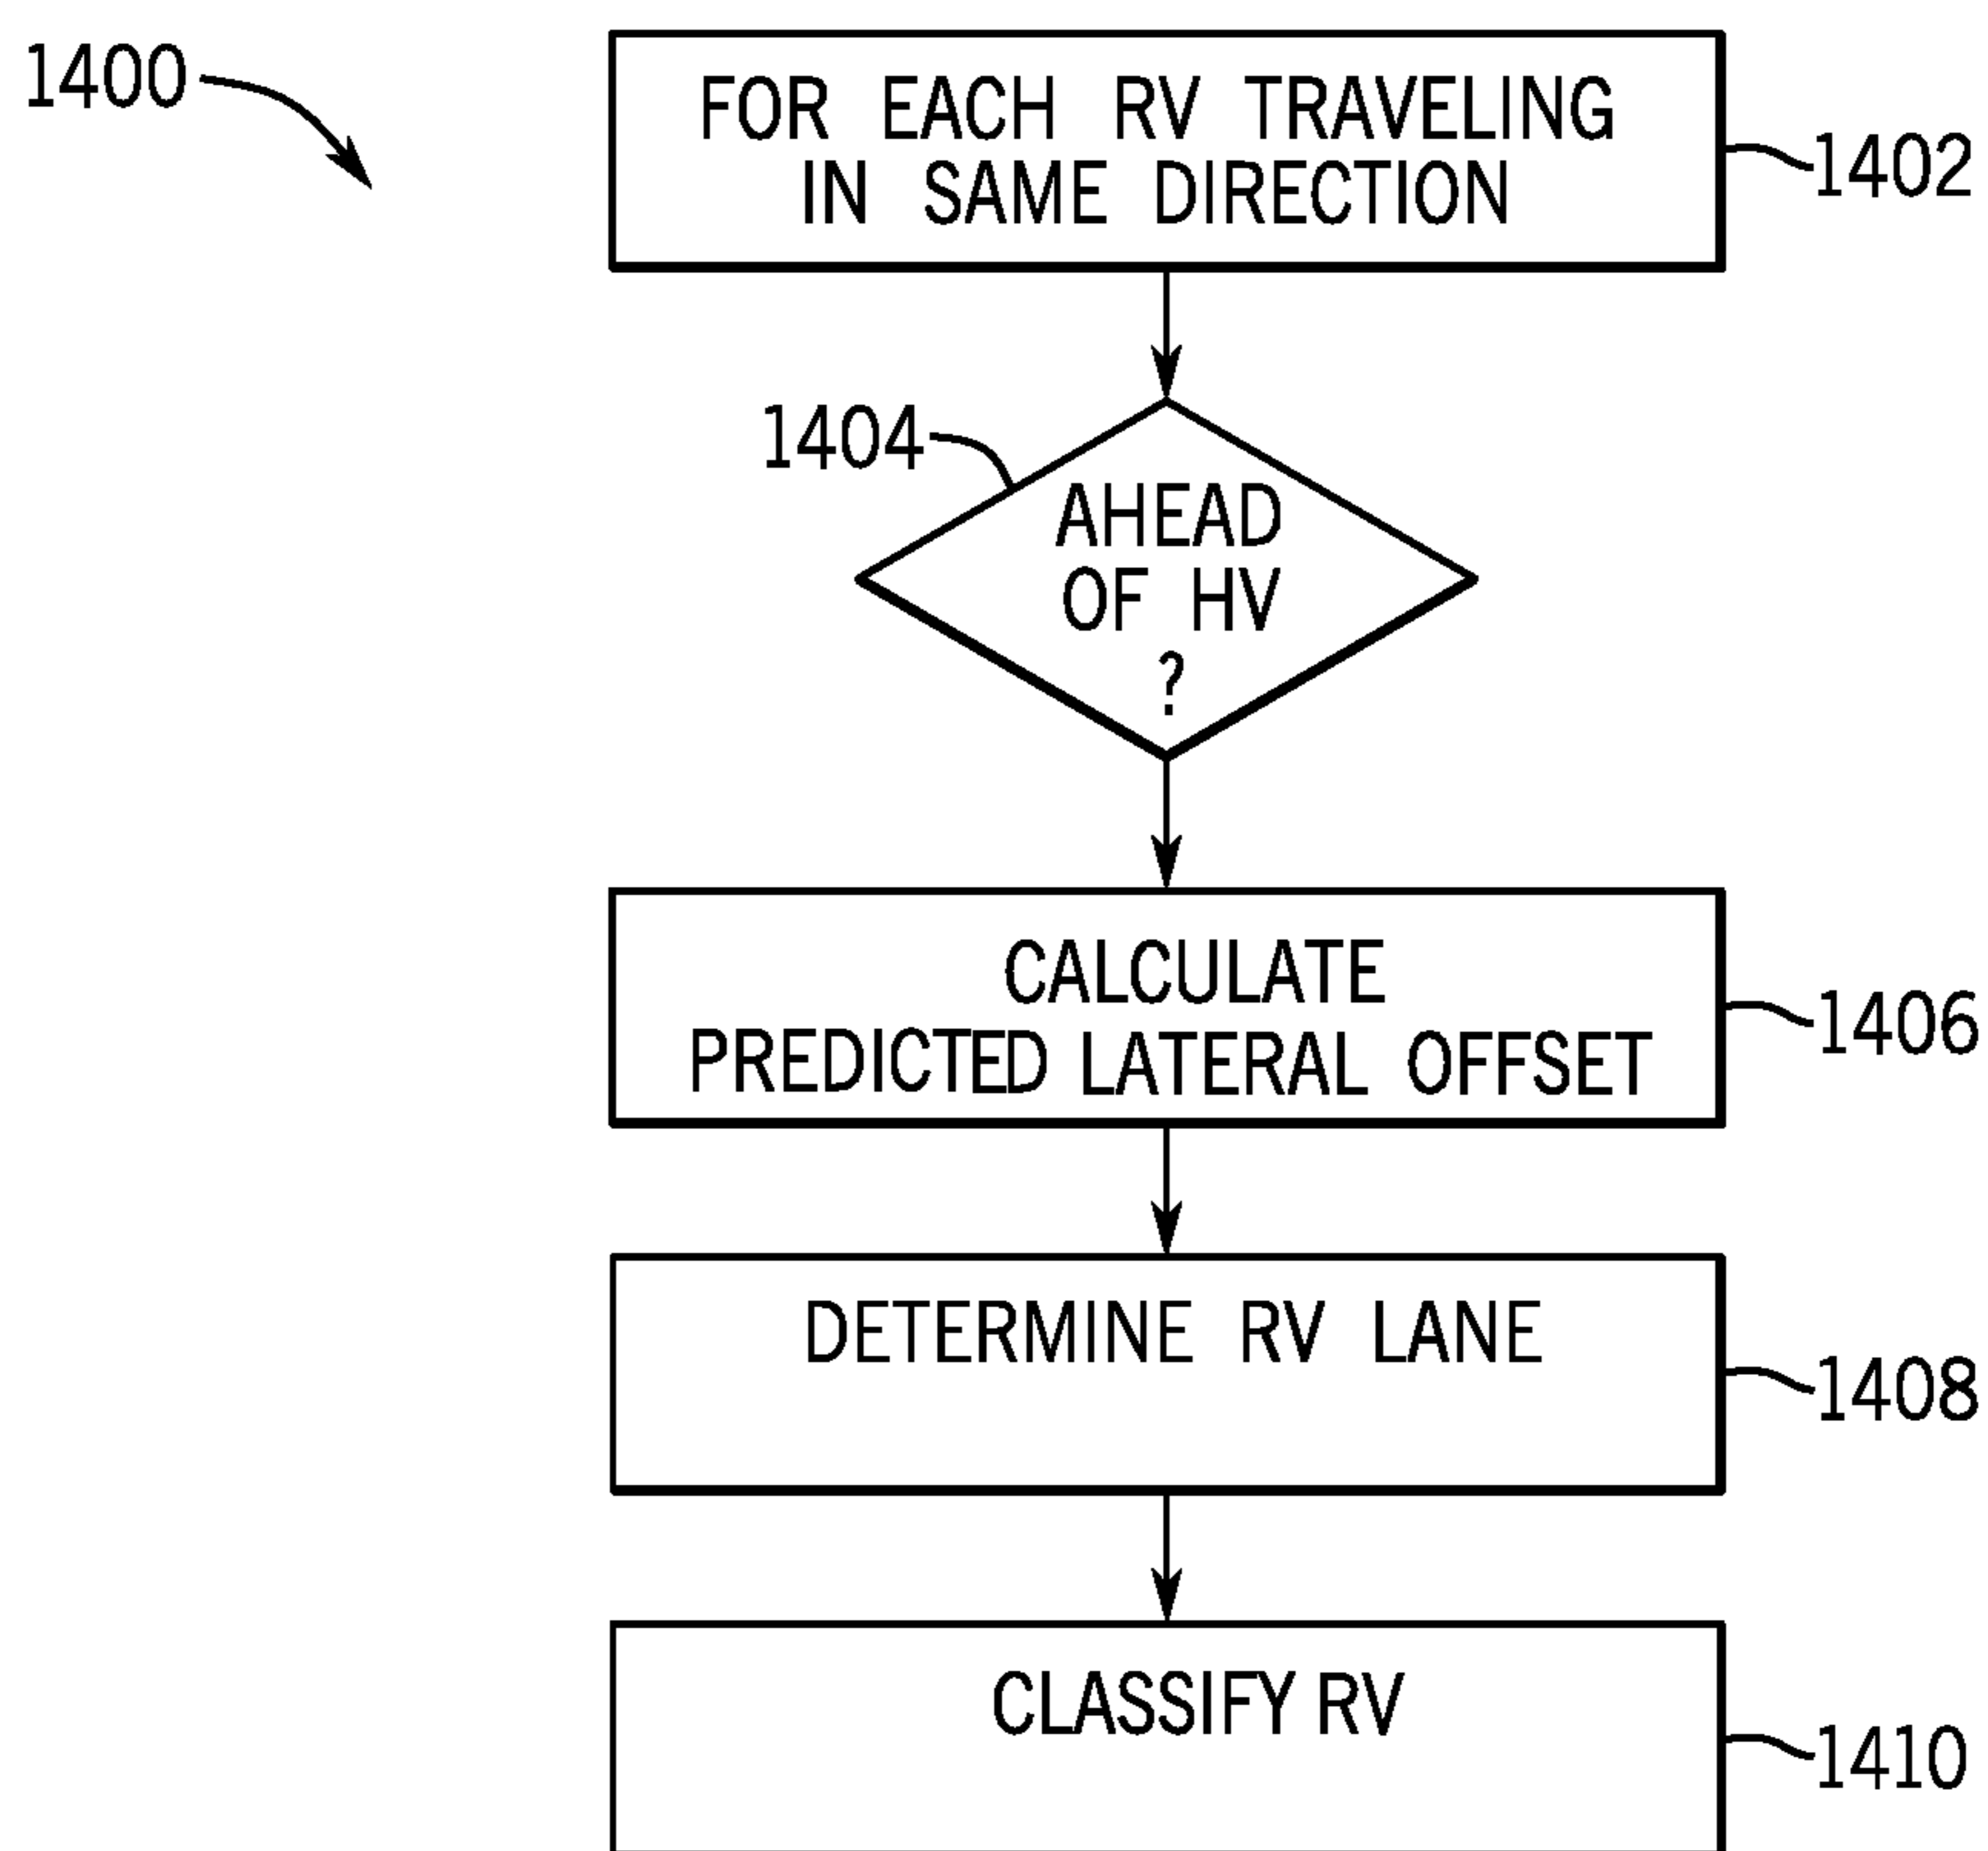 1400
FOR EACH RV TRAVELING
IN SAME DIRECTION
1402
1404
AHEAD
OF HV
?
CALCULATE
PREDICTED LATERAL OFFSET
1406
DETERMINE RV LANE
1408
CLASSIFY RV
1410